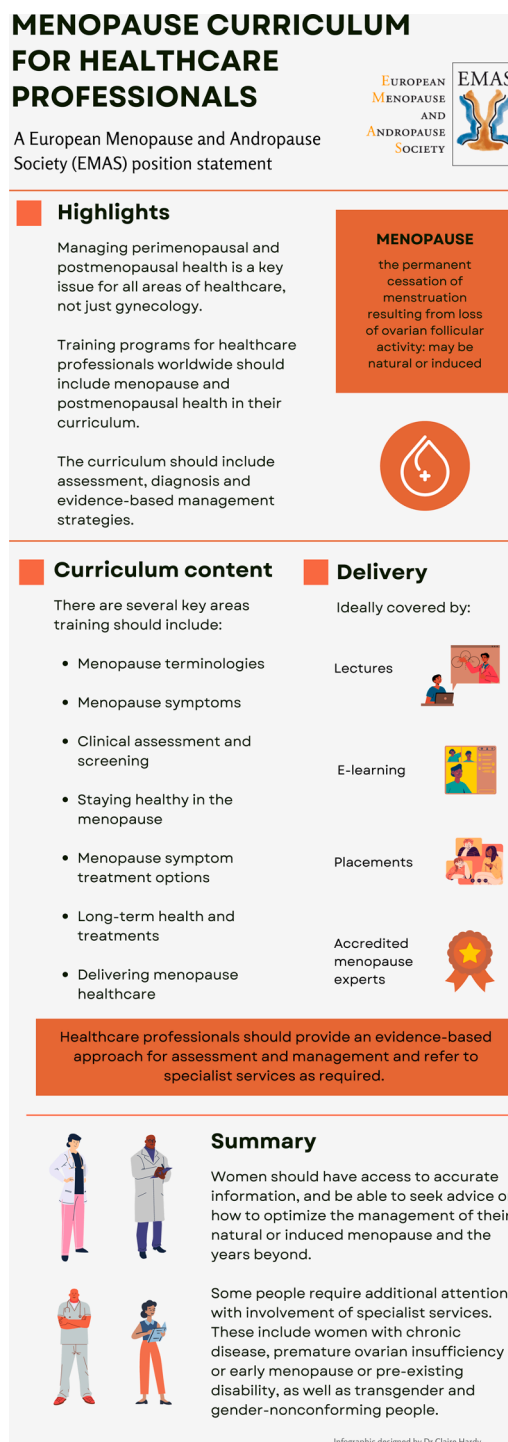 MENOPAUSE CURRICULUM
FOR HEALTHCARE
PROFESSIONALS
A European Menopause and Andropause
Society (EMAS) position statement
EUROPEAN
MENOPAUSE
AND
ANDROPAUSE
SOCIETY
EMAS
Highlights
Managing perimenopausal and
postmenopausal health is a key
issue for all areas of healthcare,
not just gynecology.
Training programs for healthcare
professionals worldwide should
include menopause and
postmenopausal health in their
curriculum.
The curriculum should include
assessment, diagnosis and
evidence-based management
strategies.
MENOPAUSE
the permanent
cessation of
menstruation
resulting from loss
of ovarian follicular
activity: may be
natural or induced
Curriculum content
There are several key areas
training should include:
• Menopause terminologies
• Menopause symptoms
• Clinical assessment and
screening
• Staying healthy in the
menopause
• Menopause symptom
treatment options
• Long-term health and
treatments
• Delivering menopause
healthcare
Delivery
Ideally covered by:
Lectures
E-learning
Placements
Accredited
menopause
experts
Healthcare professionals should provide an evidence-based
approach for assessment and management and refer to
specialist services as required.
Summary
Women should have access to accurate
information, and be able to seek advice o
how to optimize the management of their
natural or induced menopause and the
years beyond.
Some people require additional attention
with involvement of specialist services.
These include women with chronic
disease, premature ovarian insufficiency
or early menopause or pre-existing
disability, as well as transgender and
gender-nonconforming people.
Infographic designed by Dr Claire Hardy